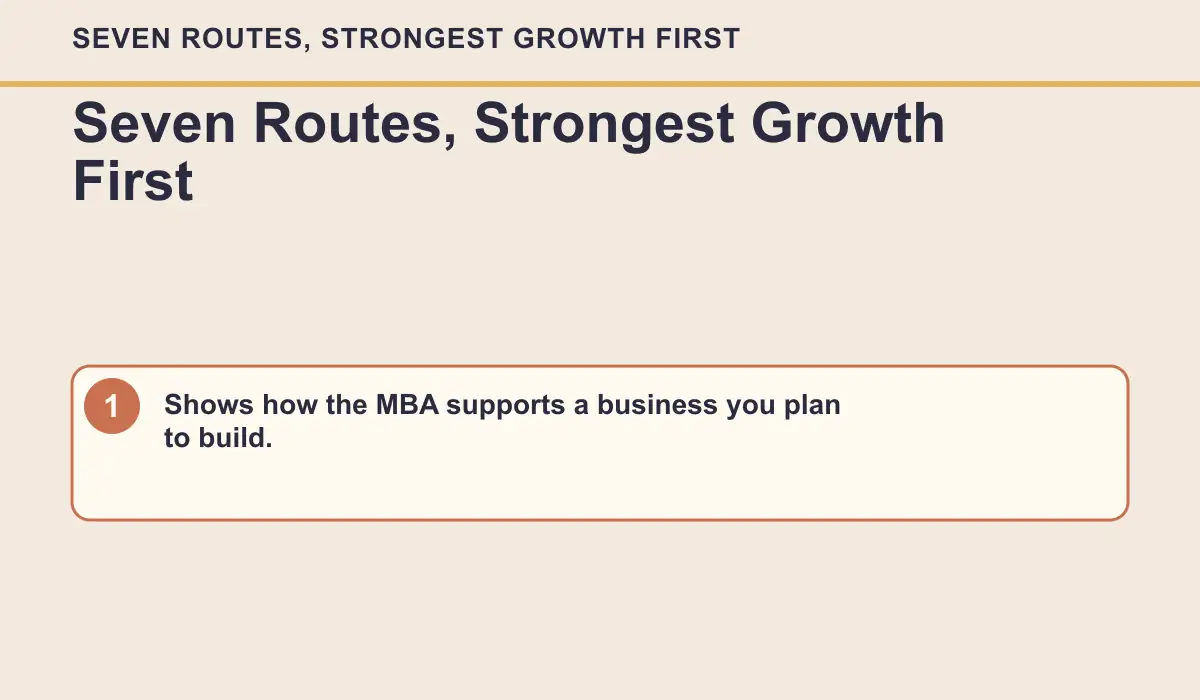 SEVEN ROUTES, STRONGEST GROWTH FIRST
Seven Routes, Strongest Growth
First
1
Shows how the MBA supports a business you plan
to build.